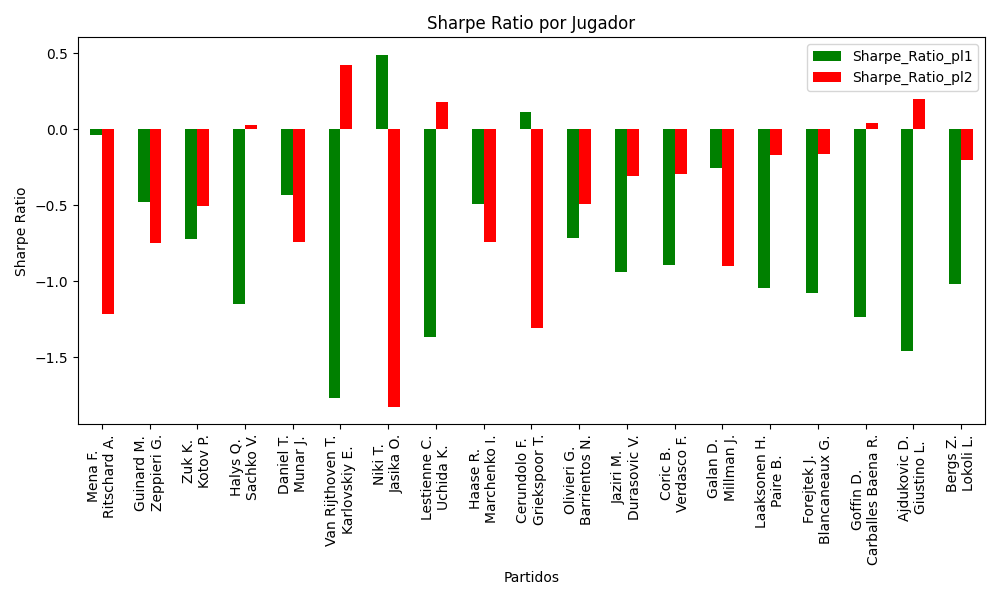 Sharpe Ratio por Jugador
Sharpe_Ratio_pl1
Sharpe_Ratio_pl2
Sharpe Ratio
0.5
0.0
−0.5
−1.0
−1.5
Mena F.
Ritschard A.
Guinard M.
Zeppieri G.
Zuk K.
Kotov P.
Halys Q.
Sachko V.
Daniel T.
Munar J.
Van Rijthoven T.
Karlovskiy E.
Niki T.
Jasika O.
Lestienne C.
Uchida K.
Haase R.
Marchenko I.
Cerundolo F.
Griekspoor T.
Olivieri G.
Barrientos N.
Jaziri M.
Durasovic V.
Coric B.
Verdasco F.
Galan D.
Millman J.
Laaksonen H.
Paire B.
Forejtek J.
Blancaneaux G.
Goffin D.
Carballes Baena R.
Ajdukovic D.
Giustino L.
Bergs Z.
Lokoli L.
Partidos